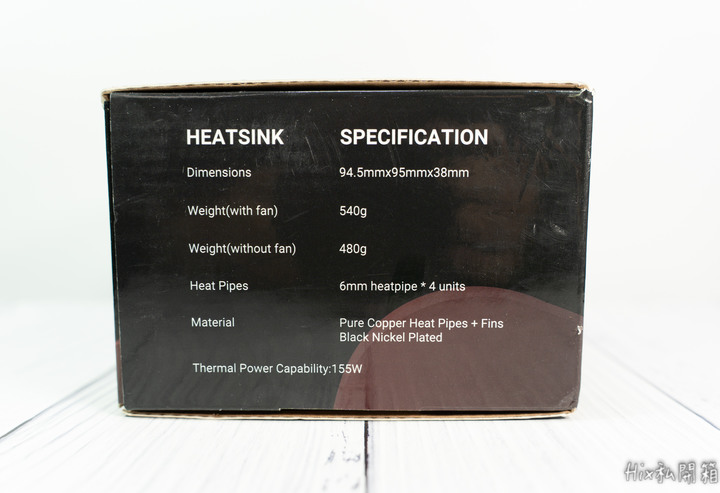 HEATSINK SPECIFICATION
Dimensions 94.5mmx95mmx38mm
Weight(with fan) 540g
Weight(without fan) 480g
Heat Pipes 6mm heatpipe * 4 units
Material Pure Copper Heat Pipes + Fins
Black Nickel Plated
Thermal Power Capability:155W
Hix私開箱